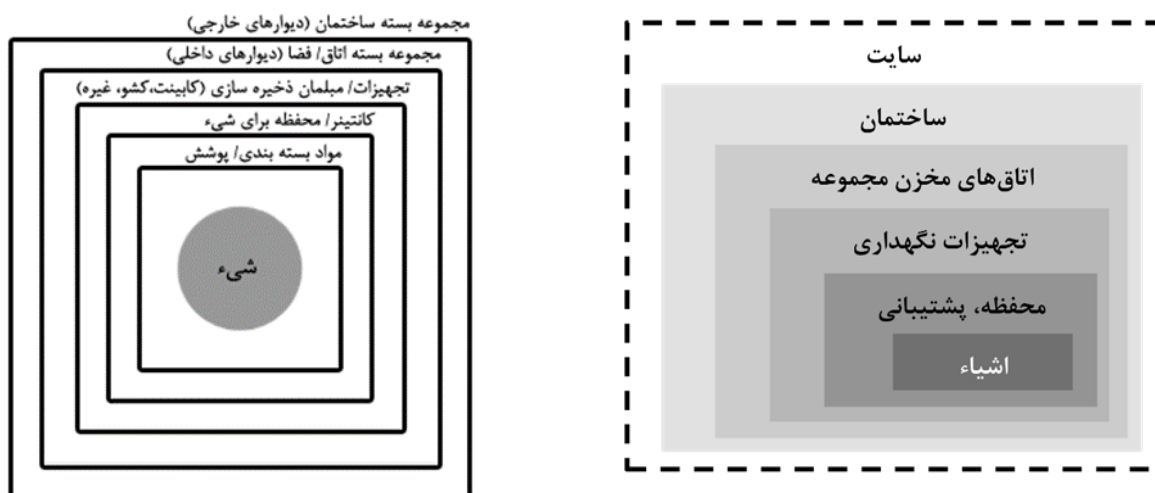 مجموعه بسته ساختمان (دیوارهای خارجی)
مجموعه بسته اتاق/ فضا (دیوارهای داخلی)
تجهیزات/ مبلمان ذخیره سازی (کابینت،کشو، غیره)
کانتینر/ محفظه برای شیء
مواد بسته بندی/ پوشش
شیء
سایت
ساختمان
اتاق‌های مخزن مجموعه
تجهیزات نگهداری
محفظه، پشتیبانی
اشیاء